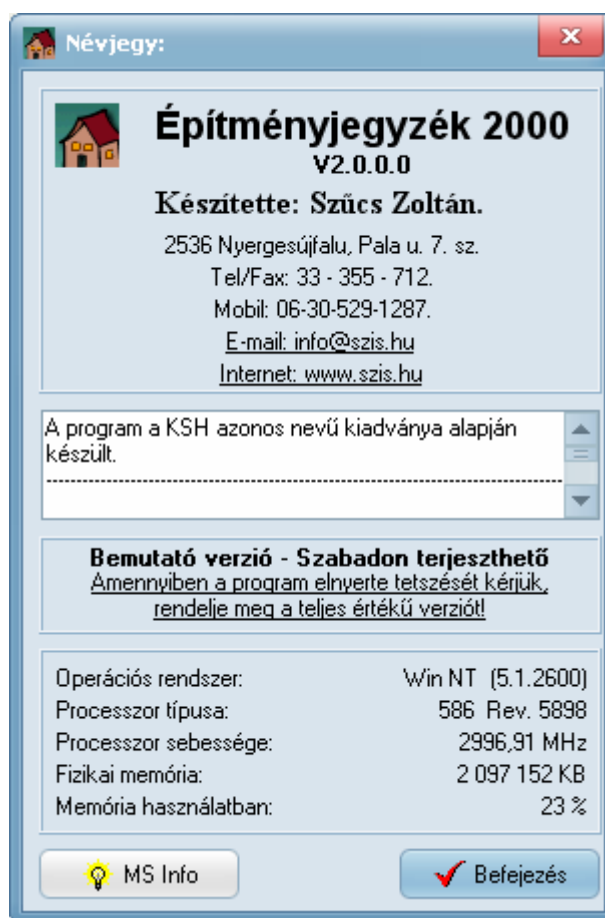 Névjegy:
Építményjegyzék 2000
V2.0.0.0
Készítette: Szűcs Zoltán.
2536 Nyergesújfalu, Pala u. 7. sz.
Tel/Fax: 33 - 355 - 712.
Mobil: 06-30-529-1287.
E-mail: info@szis.hu
Internet: www.szis.hu
A program a KSH azonos nevű kiadványa alapján
készült.
--------------------------------------------------------------------------------
Bemutató verzió - Szabadon terjeszthető
Amennyiben a program elnyerte tetszését kérjük,
rendelje meg a teljes értékű verziót!
Operációs rendszer: Win NT (5.1.2600)
Processzor típusa: 586 Rev. 5898
Processzor sebessége: 2996,91 MHz
Fizikai memória: 2 097 152 KB
Memória használatban: 23 %
MS Info Befejezés